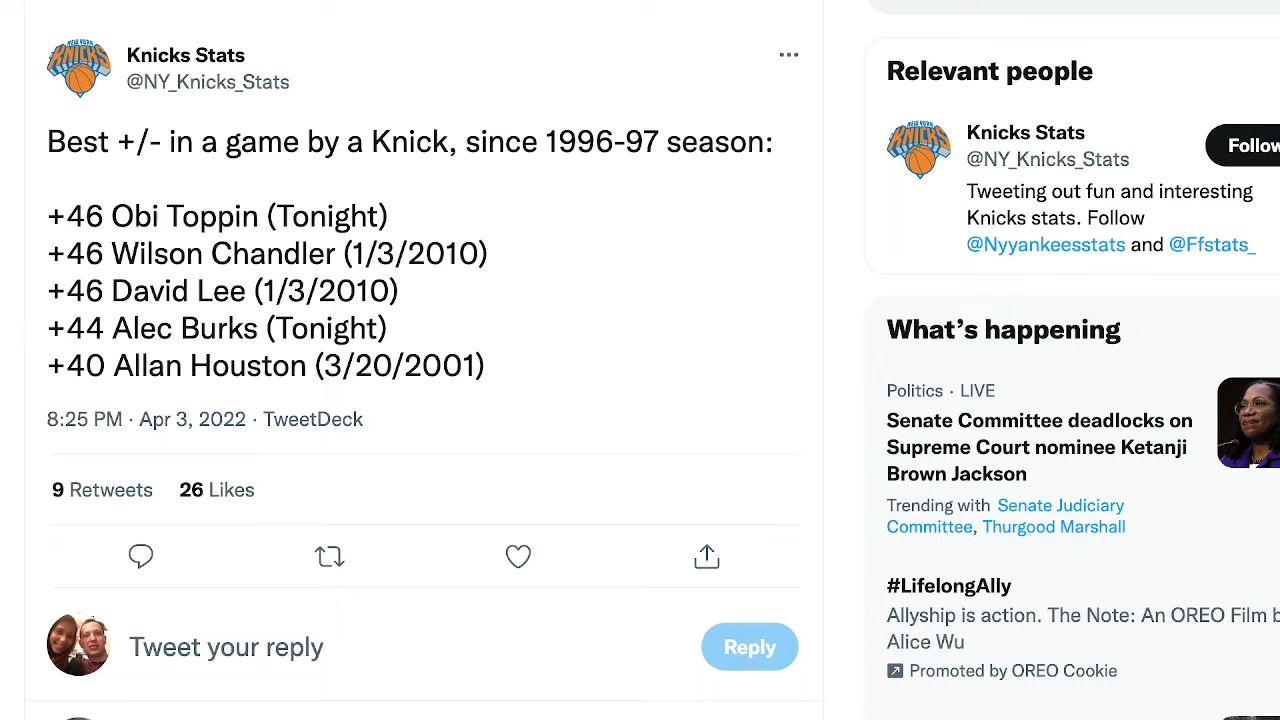 Knicks Stats
@NY_Knicks_Stats
Best +/- in a game by a Knick, since 1996-97 season:
+46 Obi Toppin (Tonight)
+46 Wilson Chandler (1/3/2010)
+46 David Lee (1/3/2010)
+44 Alec Burks (Tonight)
+40 Allan Houston (3/20/2001)
8:25 PM · Apr 3, 2022 · TweetDeck
9 Retweets 26 Likes
Tweet your reply
Reply
Relevant people
Knicks Stats
@NY_Knicks_Stats
Follow
Tweeting out fun and interesting
Knicks stats. Follow
@Nyyankeesstats and @Ffstats_
What's happening
Politics · LIVE
Senate Committee deadlocks on
Supreme Court nominee Ketanji
Brown Jackson
Trending with Senate Judiciary
Committee, Thurgood Marshall
#LifelongAlly
Allyship is action. The Note: An OREO Film b
Alice Wu
Promoted by OREO Cookie